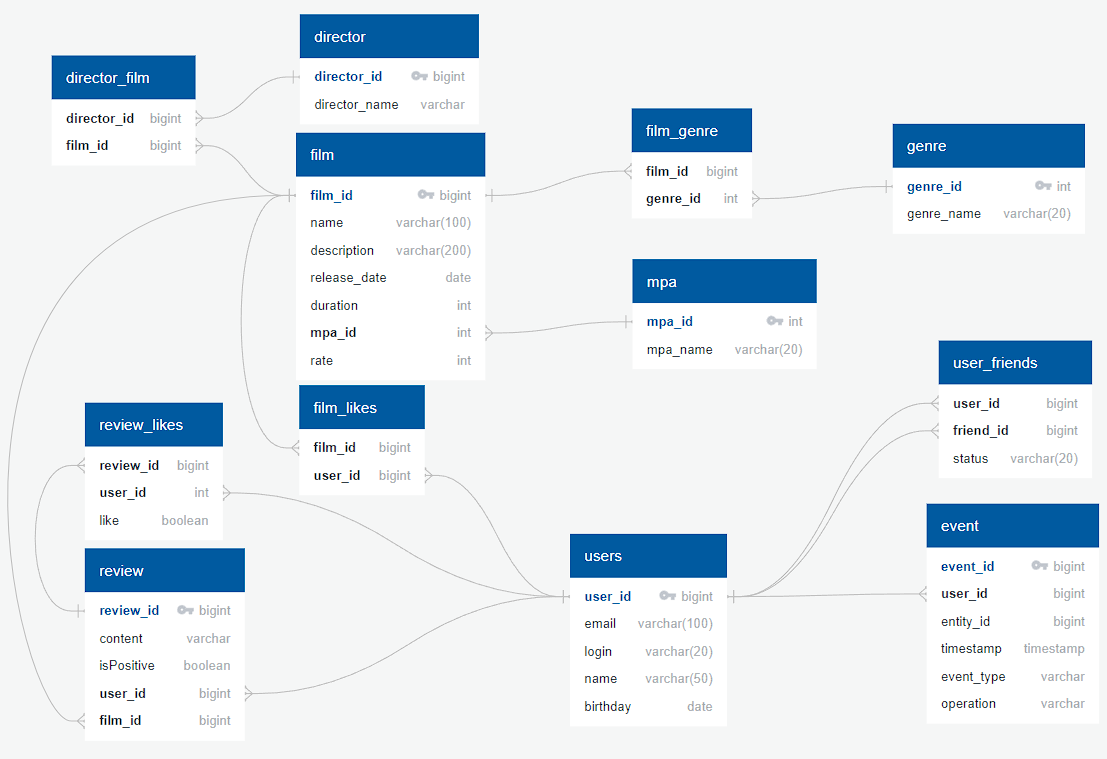 director
director_id bigint
director_name varchar
director_film
director_id bigint
film_id bigint
film
film_id bigint
name varchar(100)
description varchar(200)
release_date date
duration int
mpa_id int
rate int
film_genre
film_id bigint
genre_id int
genre
genre_id int
genre_name varchar(20)
mpa
mpa_id int
mpa_name varchar(20)
user_friends
user_id bigint
friend_id bigint
status varchar(20)
film_likes
film_id bigint
user_id bigint
review_likes
review_id bigint
user_id int
like boolean
review
review_id bigint
content varchar
isPositive boolean
user_id bigint
film_id bigint
users
user_id bigint
email varchar(100)
login varchar(20)
name varchar(50)
birthday date
event
event_id bigint
user_id bigint
entity_id bigint
timestamp timestamp
event_type varchar
operation varchar